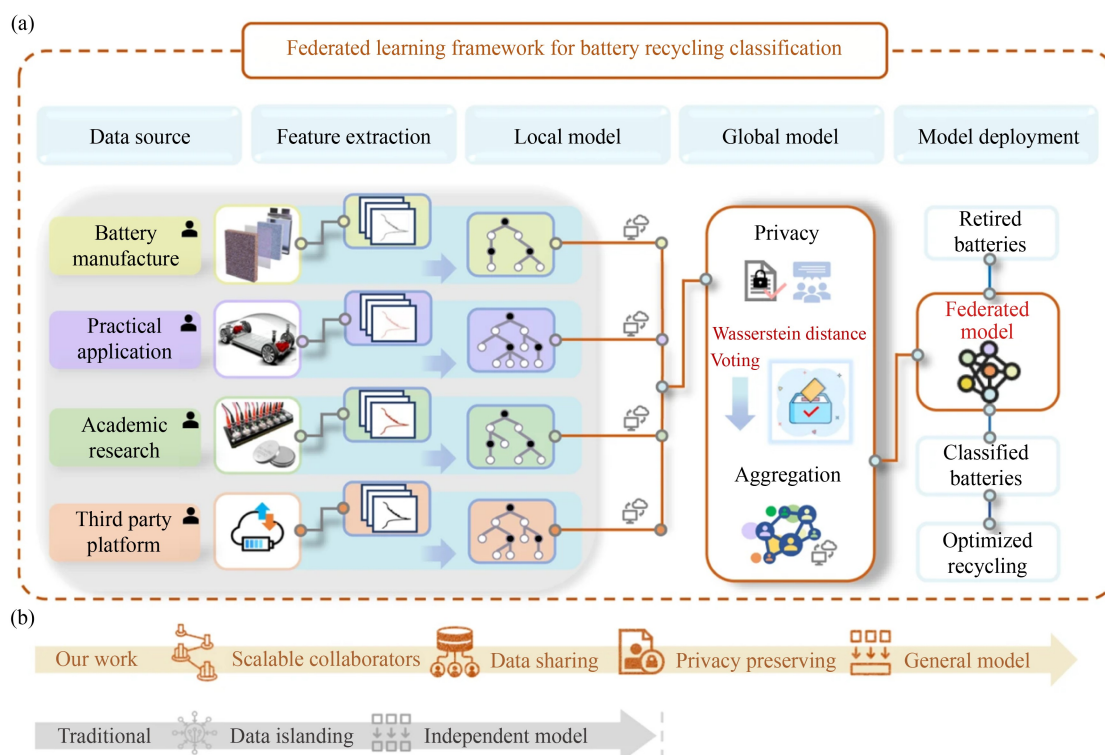 (a)
Federated learning framework for battery recycling classification
Data source
Feature extraction
Local model
Global model
Model deployment
Battery
manufacture
Practical
application
Academic
research
Third party
platform
Privacy
Wasserstein distance
Voting
Aggregation
Retired
batteries
Federated
model
Classified
batteries
Optimized
recycling
(b)
Our work
Scalable collaborators
Data sharing
Privacy preserving
General model
Traditional
Data islanding
Independent model